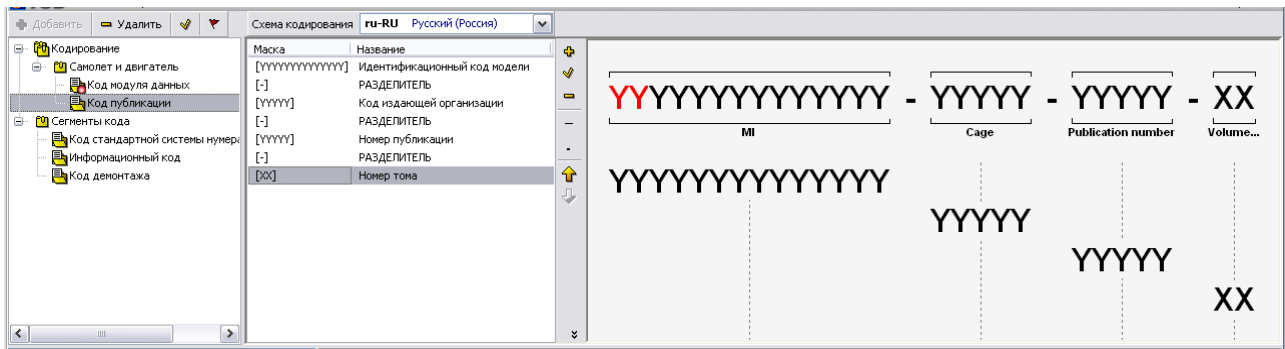 Добавить Удалить Схема кодирования ru-RU Русский (Россия)
Кодирование
Самолет и двигатель
Код модуля данных
Код публикации
Сегменты кода
Код стандартной системы нумера
Информационный код
Код демонтажа
Маска Название
[YYYYYYYYYYYYYY] Идентификационный код модели
[-] РАЗДЕЛИТЕЛЬ
[YYYYY] Код издающей организации
[-] РАЗДЕЛИТЕЛЬ
[YYYYY] Номер публикации
[-] РАЗДЕЛИТЕЛЬ
[XX] Номер тома
YYYYYYYYYYYYYY - YYYYY - YYYYY - XX
MI Cage Publication number Volume...
YYYYYYYYYYYYYY
YYYYY
YYYYY
XX